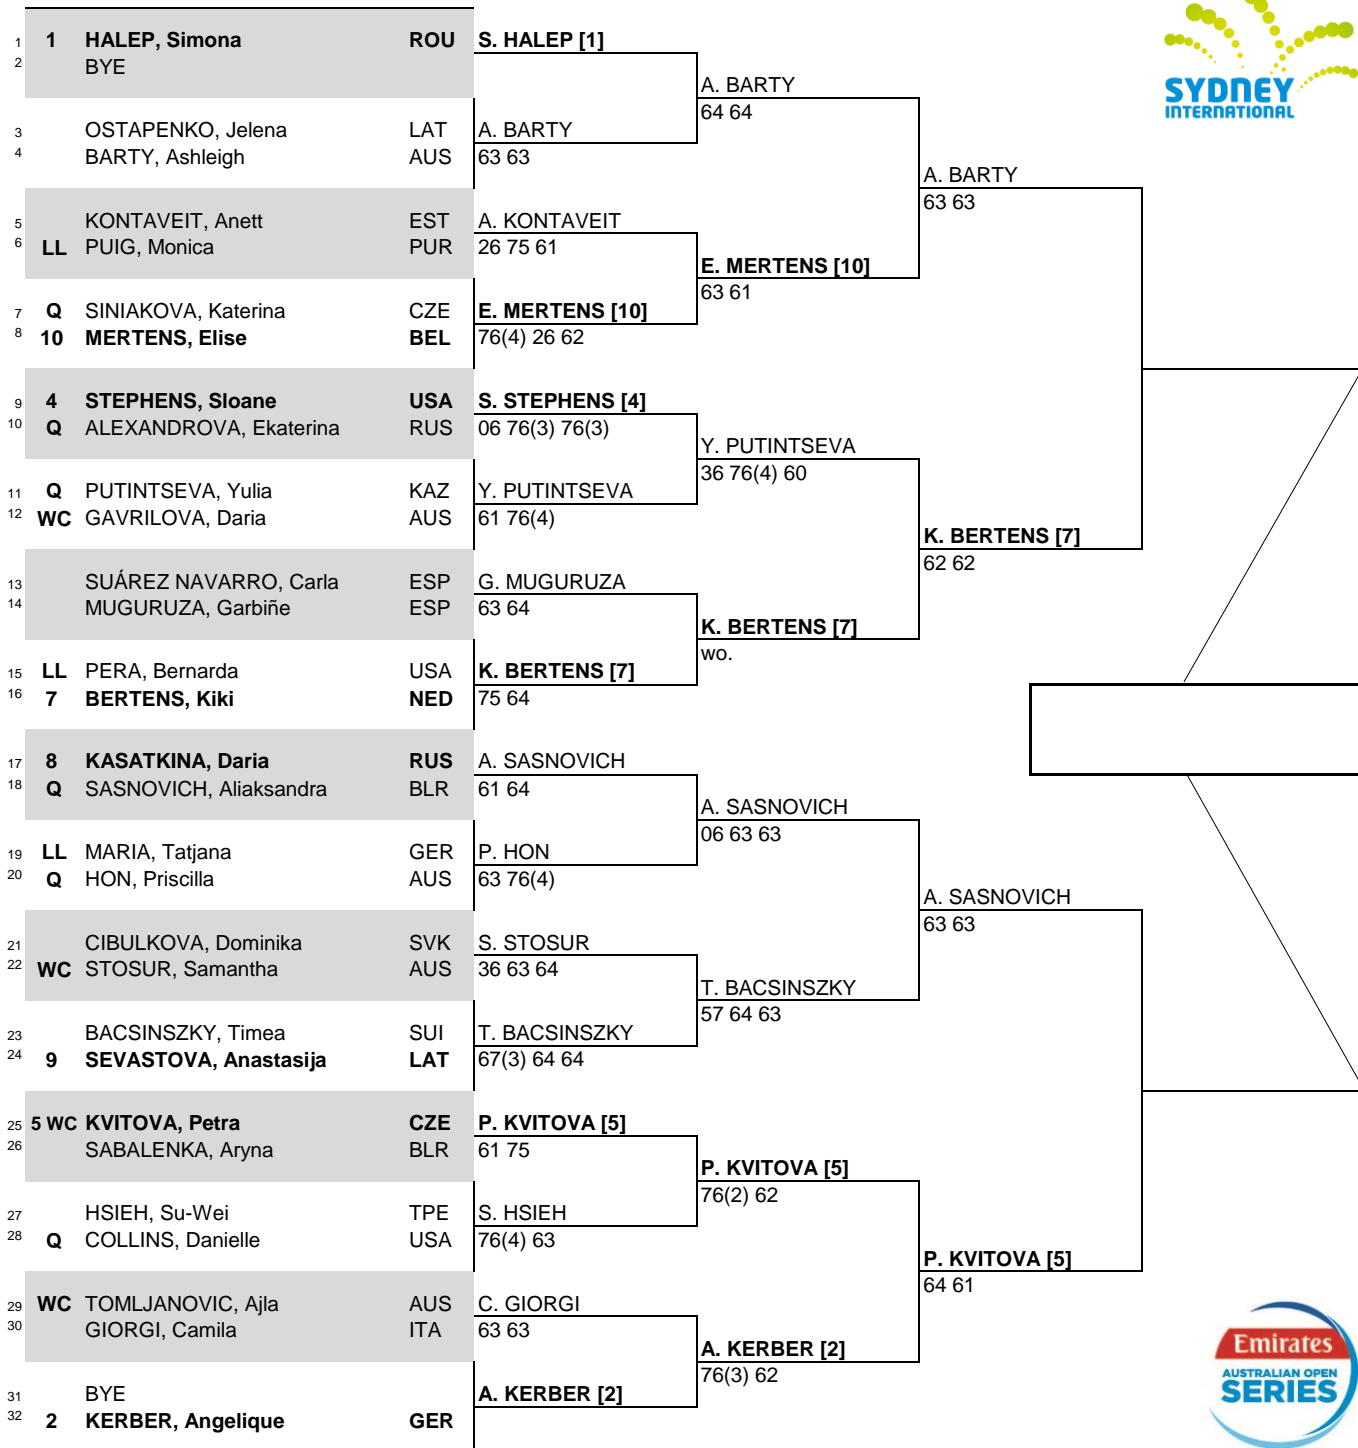 1 1 HALEP, Simona ROU S. HALEP [1]
2 BYE
A. BARTY
64 64
SYDNEY
INTERNATIONAL
3 OSTAPENKO, Jelena LAT A. BARTY
4 BARTY, Ashleigh AUS 63 63
A. BARTY
63 63
5 KONTAVEIT, Anett EST A. KONTAVEIT
6 LL PUIG, Monica PUR 26 75 61
E. MERTENS [10]
63 61
7 Q SINIAKOVA, Katerina CZE E. MERTENS [10]
8 10 MERTENS, Elise BEL 76(4) 26 62
9 4 STEPHENS, Sloane USA S. STEPHENS [4]
10 Q ALEXANDROVA, Ekaterina RUS 06 76(3) 76(3)
Y. PUTINTSEVA
36 76(4) 60
11 Q PUTINTSEVA, Yulia KAZ Y. PUTINTSEVA
12 WC GAVRILOVA, Daria AUS 61 76(4)
K. BERTENS [7]
62 62
13 SUÁREZ NAVARRO, Carla ESP G. MUGURUZA
14 MUGURUZA, Garbiñe ESP 63 64
K. BERTENS [7]
wo.
15 LL PERA, Bernarda USA K. BERTENS [7]
16 7 BERTENS, Kiki NED 75 64
17 8 KASATKINA, Daria RUS A. SASNOVICH
18 Q SASNOVICH, Aliaksandra BLR 61 64
A. SASNOVICH
06 63 63
19 LL MARIA, Tatjana GER P. HON
20 Q HON, Priscilla AUS 63 76(4)
A. SASNOVICH
63 63
21 CIBULKOVA, Dominika SVK S. STOSUR
22 WC STOSUR, Samantha AUS 36 63 64
T. BACSINSZKY
57 64 63
23 BACSINSZKY, Timea SUI T. BACSINSZKY
24 9 SEVASTOVA, Anastasija LAT 67(3) 64 64
25 5 WC KVITOVA, Petra CZE P. KVITOVA [5]
26 SABALENKA, Aryna BLR 61 75
P. KVITOVA [5]
76(2) 62
27 HSIEH, Su-Wei TPE S. HSIEH
28 Q COLLINS, Danielle USA 76(4) 63
P. KVITOVA [5]
64 61
29 WC TOMLJANOVIC, Ajla AUS C. GIORGI
30 GIORGI, Camila ITA 63 63
A. KERBER [2]
76(3) 62
31 BYE A. KERBER [2]
32 2 KERBER, Angelique GER
Emirates
AUSTRALIAN OPEN
SERIES